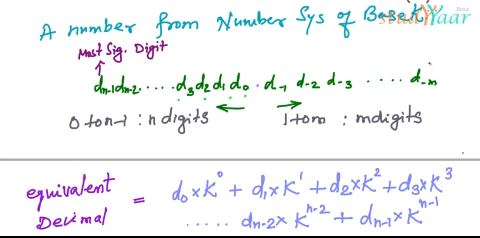 A number from Number Sys of Base K
Most Sig. Digit
dn-1dn-2.....d3d2d1d0.d-1 d-2 d-3 .... d-m
0 to n-1 : n digits 1 to m : m digits
equivalent Decimal = d0×K⁰ + d1×K¹ + d2×K² + d3×K³
..... dn-2×Kⁿ⁻² + dn-1×Kⁿ⁻¹